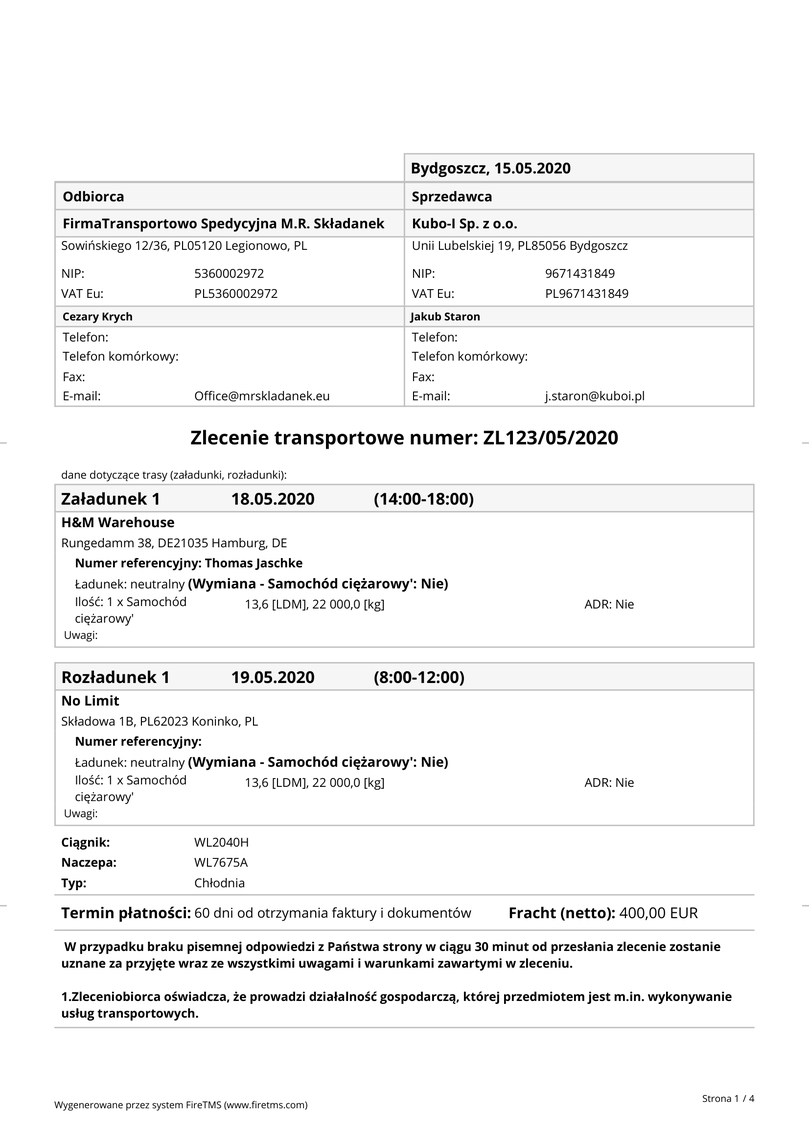 Bydgoszcz, 15.05.2020
Odbiorca Sprzedawca
FirmaTransportowo Spedycyjna M.R. Składanek Kubo-I Sp. z o.o.
Sowińskiego 12/36, PL05120 Legionowo, PL Unii Lubelskiej 19, PL85056 Bydgoszcz
NIP: 5360002972 NIP: 9671431849
VAT Eu: PL5360002972 VAT Eu: PL9671431849
Cezary Krych Jakub Staron
Telefon: Telefon:
Telefon komórkowy: Telefon komórkowy:
Fax: Fax:
E-mail: Office@mrskladanek.eu E-mail: j.staron@kuboi.pl
Zlecenie transportowe numer: ZL123/05/2020
dane dotyczące trasy (załadunki, rozładunki):
Załadunek 1 18.05.2020 (14:00-18:00)
H&M Warehouse
Rungedamm 38, DE21035 Hamburg, DE
Numer referencyjny: Thomas Jaschke
Ładunek: neutralny (Wymiana - Samochód ciężarowy': Nie)
Ilość: 1 x Samochód 13,6 [LDM], 22 000,0 [kg] ADR: Nie
ciężarowy'
Uwagi:
Rozładunek 1 19.05.2020 (8:00-12:00)
No Limit
Składowa 1B, PL62023 Koninko, PL
Numer referencyjny:
Ładunek: neutralny (Wymiana - Samochód ciężarowy': Nie)
Ilość: 1 x Samochód 13,6 [LDM], 22 000,0 [kg] ADR: Nie
ciężarowy'
Uwagi:
Ciągnik: WL2040H
Naczepa: WL7675A
Typ: Chłodnia
Termin płatności: 60 dni od otrzymania faktury i dokumentów Fracht (netto): 400,00 EUR
W przypadku braku pisemnej odpowiedzi z Państwa strony w ciągu 30 minut od przesłania zlecenie zostanie
uznane za przyjęte wraz ze wszystkimi uwagami i warunkami zawartymi w zleceniu.
1.Zleceniobiorca oświadcza, że prowadzi działalność gospodarczą, której przedmiotem jest m.in. wykonywanie
usług transportowych.
Strona 1 / 4
Wygenerowane przez system FireTMS (www.firetms.com)